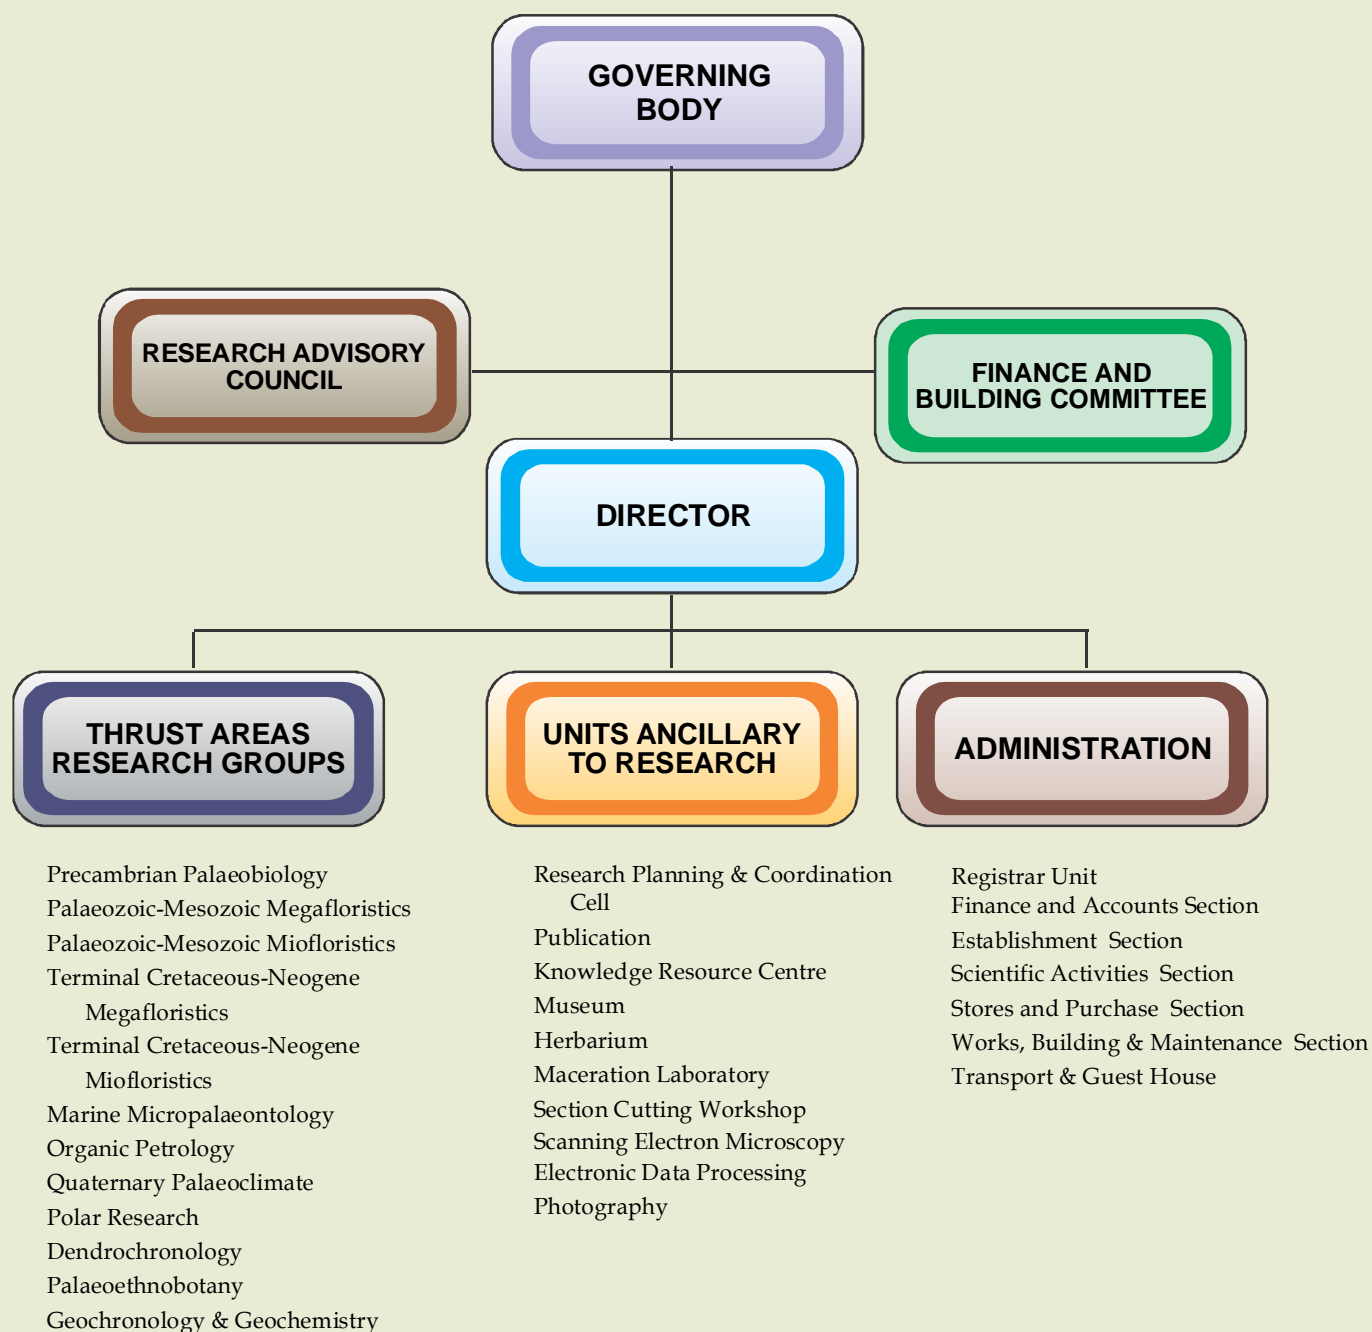 GOVERNING
BODY
RESEARCH ADVISORY
COUNCIL
FINANCE AND
BUILDING COMMITTEE
DIRECTOR
THRUST AREAS
RESEARCH GROUPS
UNITS ANCILLARY
TO RESEARCH
ADMINISTRATION
Precambrian Palaeobiology
Palaeozoic-Mesozoic Megafloristics
Palaeozoic-Mesozoic Miofloristics
Terminal Cretaceous-Neogene
Megafloristics
Terminal Cretaceous-Neogene
Miofloristics
Marine Micropalaeontology
Organic Petrology
Quaternary Palaeoclimate
Polar Research
Dendrochronology
Palaeoethnobotany
Geochronology & Geochemistry
Research Planning & Coordination
Cell
Publication
Knowledge Resource Centre
Museum
Herbarium
Maceration Laboratory
Section Cutting Workshop
Scanning Electron Microscopy
Electronic Data Processing
Photography
Registrar Unit
Finance and Accounts Section
Establishment Section
Scientific Activities Section
Stores and Purchase Section
Works, Building & Maintenance Section
Transport & Guest House